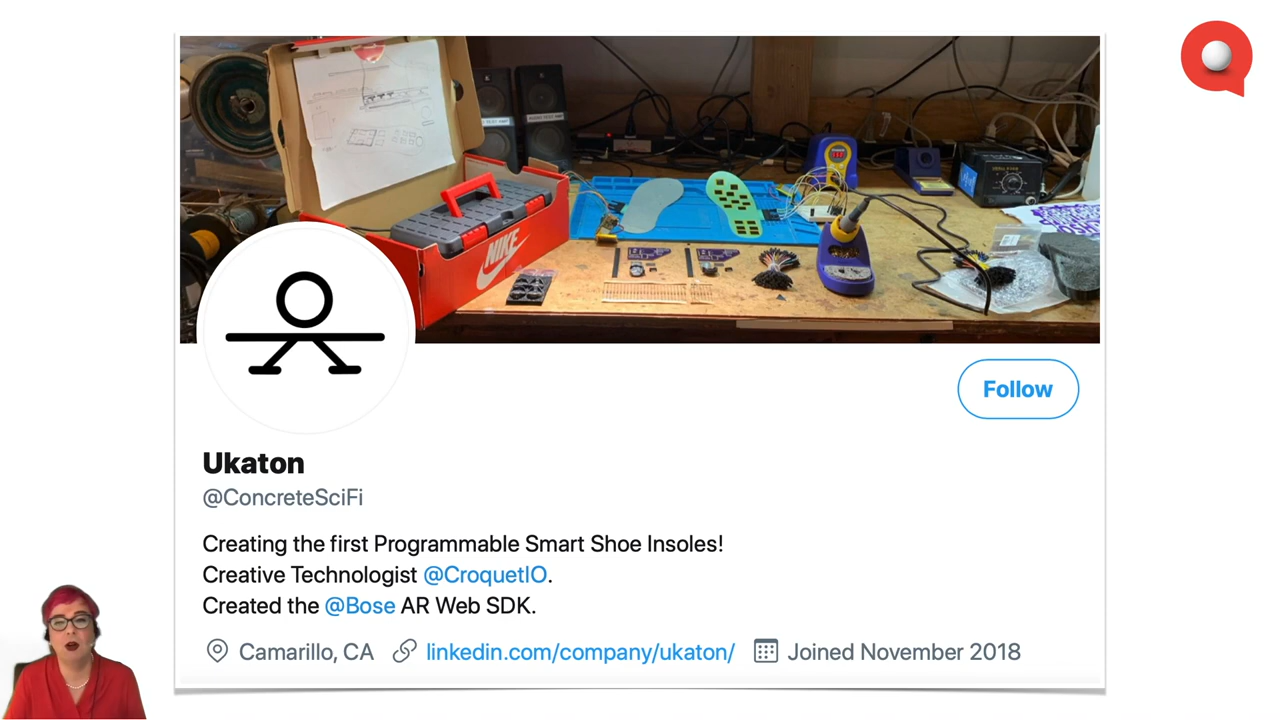 NIKE
Follow
Ukaton
@ConcreteSciFi
Creating the first Programmable Smart Shoe Insoles!
Creative Technologist @CroquetIO.
Created the @Bose AR Web SDK.
Camarillo, CA linkedin.com/company/ukaton/ Joined November 2018